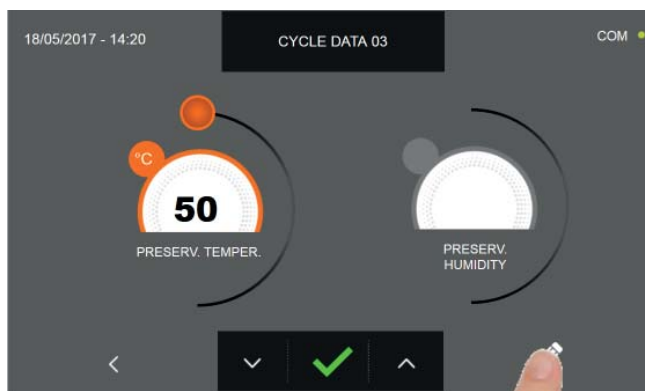 18/05/2017 - 14:20
CYCLE DATA 03
COM
°C
50
PRESERV. TEMPER.
PRESERV.
HUMIDITY